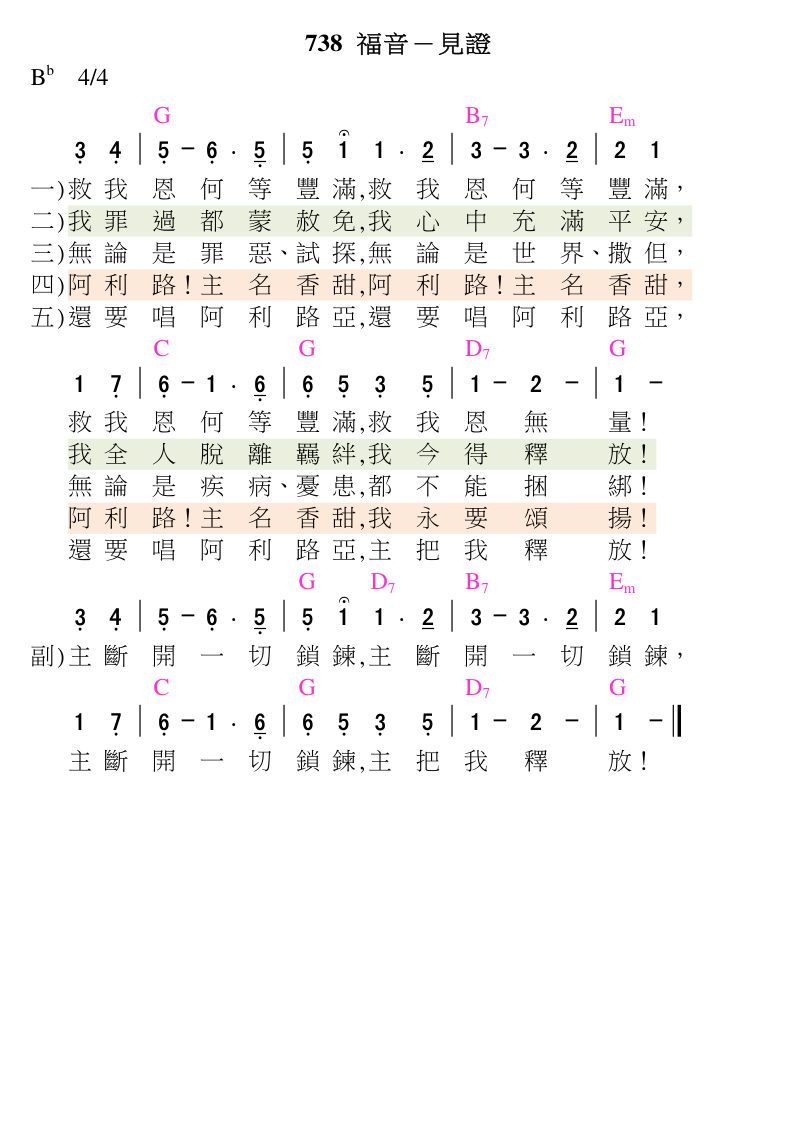 738 福音－見證
Bb 4/4
G B7 Em
3 4 | 5 – 6 . 5 | 5 1 1 . 2 | 3 – 3 . 2 | 2 1
一)救我恩何等豐滿,救我恩何等豐滿，
二)我罪過都蒙赦免,我心中充滿平安，
三)無論是罪惡、試探,無論是世界、撒但，
四)阿利路！主名香甜,阿利路！主名香甜，
五)還要唱阿利路亞,還要唱阿利路亞，
C G D7 G
1 7 | 6 – 1 . 6 | 6 5 3 5 | 1 – 2 – | 1 –
救我恩何等豐滿,救我恩無量！
我全人脫離羈絆,我今得釋放！
無論是疾病、憂患,都不能捆綁！
阿利路！主名香甜,我永要頌揚！
還要唱阿利路亞,主把我釋放！
G D7 B7 Em
3 4 | 5 – 6 . 5 | 5 1 1 . 2 | 3 – 3 . 2 | 2 1
副)主斷開一切鎖鍊,主斷開一切鎖鍊，
C G D7 G
1 7 | 6 – 1 . 6 | 6 5 3 5 | 1 – 2 – | 1 – ‖
主斷開一切鎖鍊,主把我釋放！